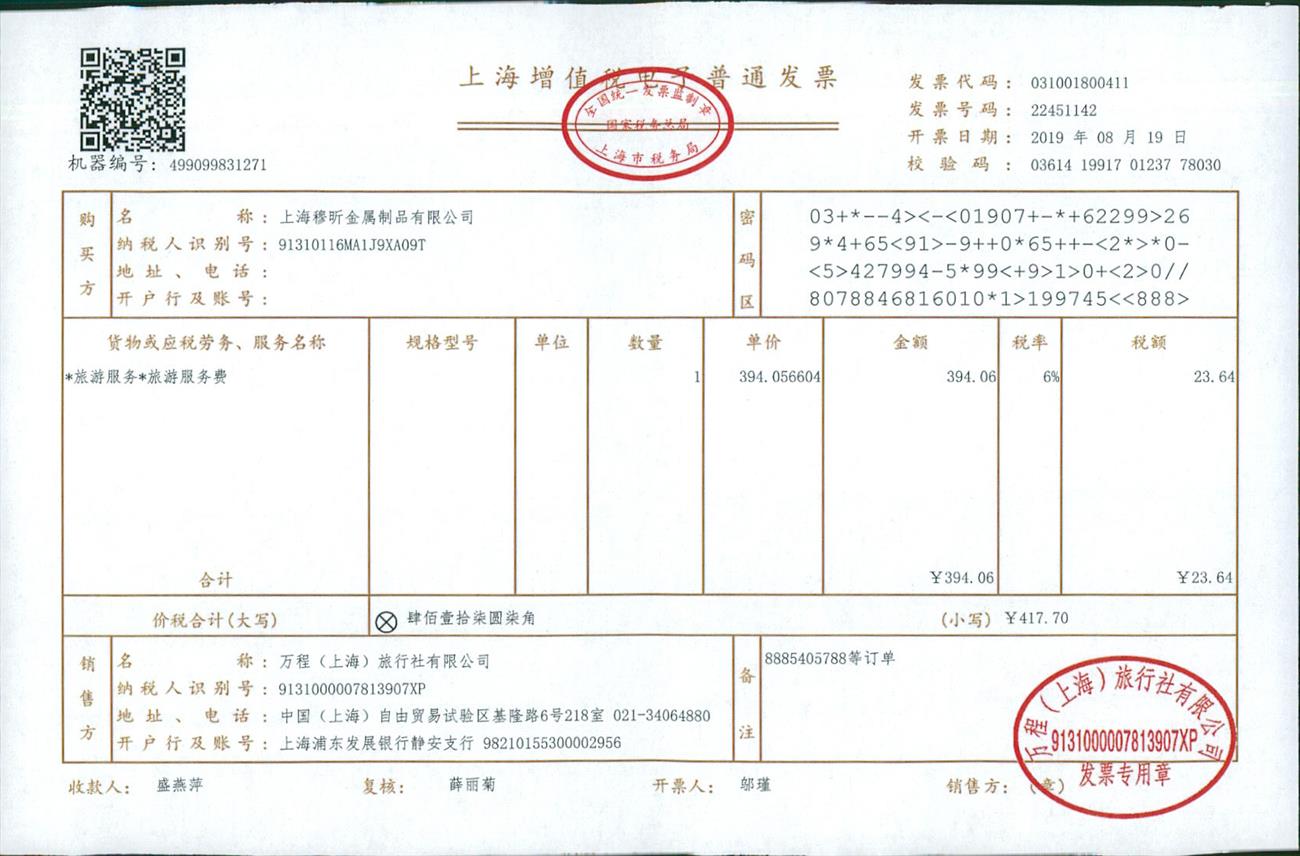 上海增值税电子普通发票
全国统一发票监制章
国家税务总局
上海市税务局
发票代码: 031001800411
发票号码: 22451142
开票日期: 2019 年 08 月 19 日
校验码: 03614 19917 01237 78030
机器编号: 499099831271
购买方
名称: 上海穆昕金属制品有限公司
纳税人识别号: 91310116MA1J9XA09T
地址、电话:
开户行及账号:
密码区
03+*--4><-<01907+-*+62299>26
9*4+65<91>-9++0*65++-<2*>*0-
<5>427994-5*99<+9>1>0+<2>0//
8078846816010*1>199745<<888>
货物或应税劳务、服务名称 规格型号 单位 数量 单价 金额 税率 税额
*旅游服务*旅游服务费 1 394.056604 394.06 6% 23.64
合计 ¥394.06 ¥23.64
价税合计(大写) 肆佰壹拾柒圆柒角 (小写) ¥417.70
销售方
名称: 万程（上海）旅行社有限公司
纳税人识别号: 9131000007813907XP
地址、电话: 中国（上海）自由贸易试验区基隆路6号218室 021-34064880
开户行及账号: 上海浦东发展银行静安支行 98210155300002956
备注
8885405788等订单
万程（上海）旅行社有限公司
9131000007813907XP
发票专用章
收款人: 盛燕萍 复核: 薛丽菊 开票人: 邬瑾 销售方: (章)